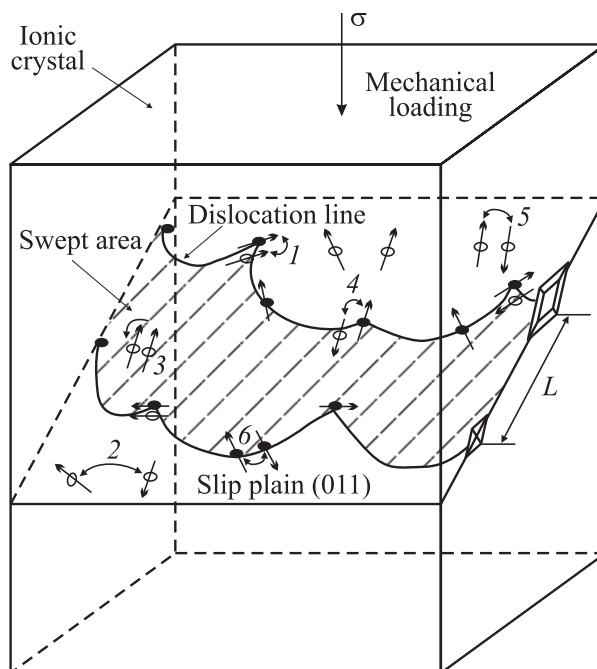 σ
Ionic
crystal
Mechanical
loading
Dislocation line
Swept area
1
2
3
4
5
6
L
Slip plain (011)